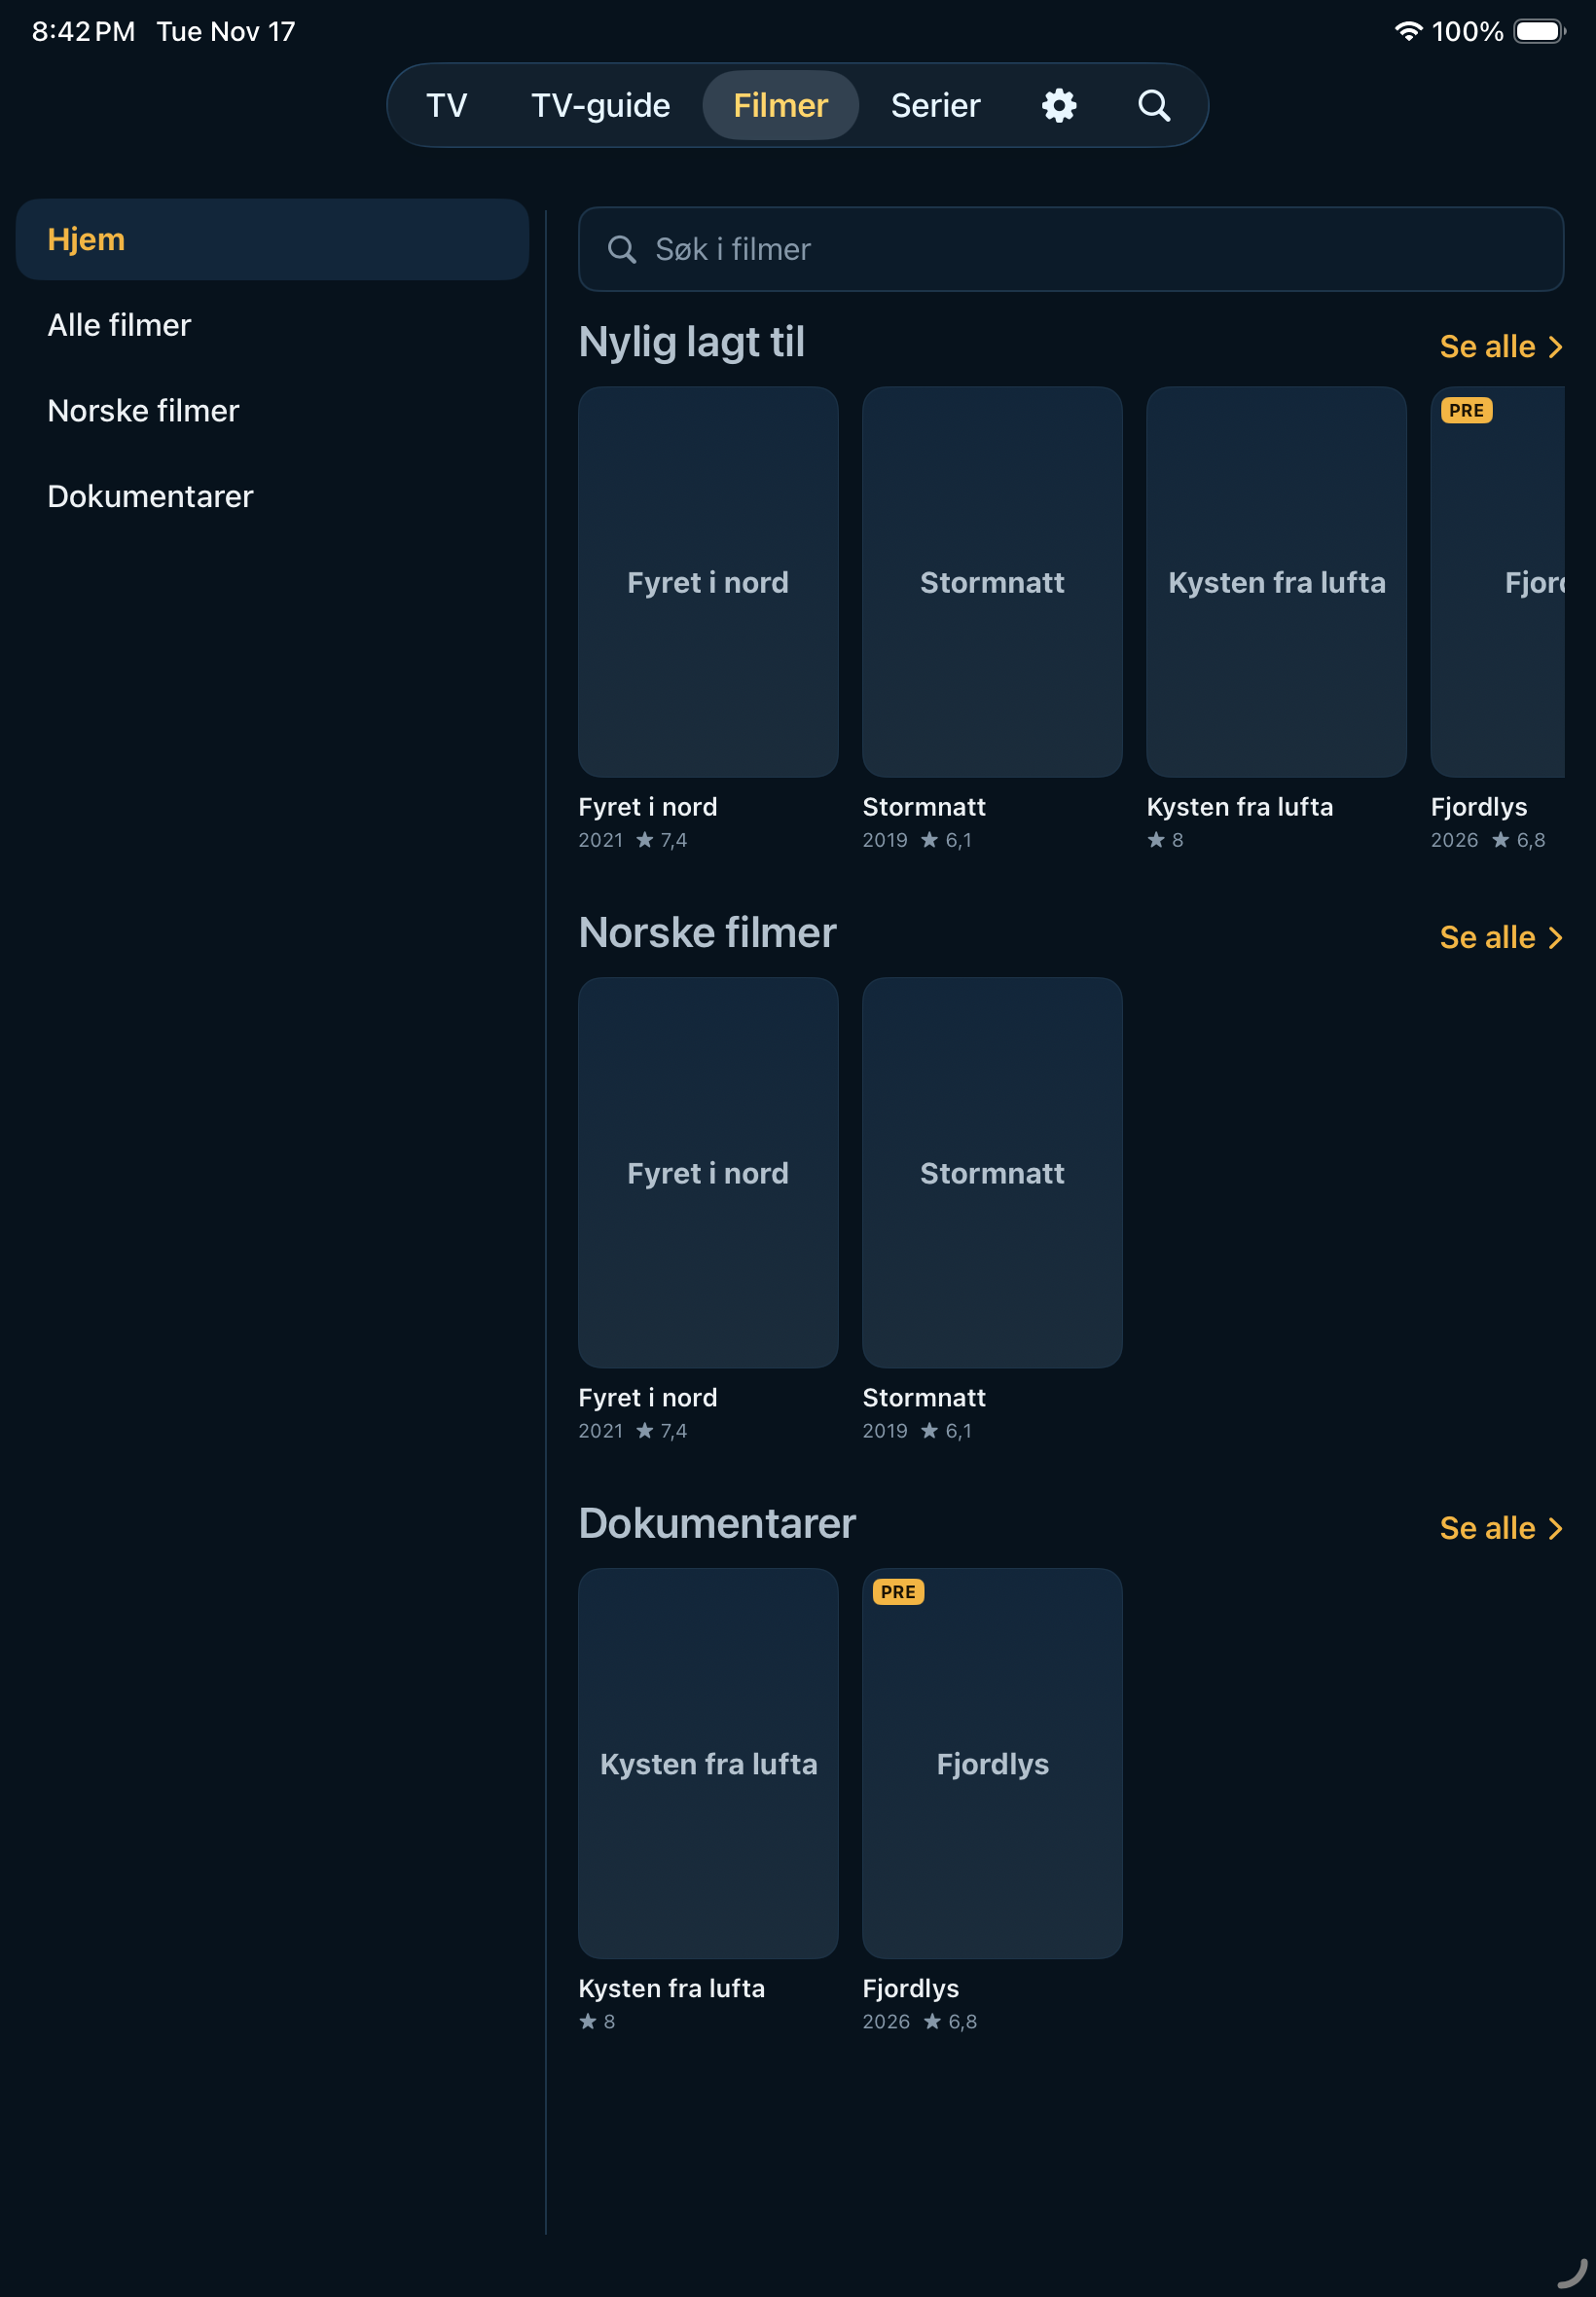 8:42 PM Tue Nov 17
100%
TV TV-guide Filmer Serier
Hjem
Alle filmer
Norske filmer
Dokumentarer
Søk i filmer
Nylig lagt til
Se alle
PRE
Fyret i nord Stormnatt Kysten fra lufta Fjord
Fyret i nord Stormnatt Kysten fra lufta Fjordlys
2021 ★ 7,4 2019 ★ 6,1 ★ 8 2026 ★ 6,8
Norske filmer
Se alle
Fyret i nord Stormnatt
Fyret i nord Stormnatt
2021 ★ 7,4 2019 ★ 6,1
Dokumentarer
Se alle
PRE
Kysten fra lufta Fjordlys
Kysten fra lufta Fjordlys
★ 8 2026 ★ 6,8